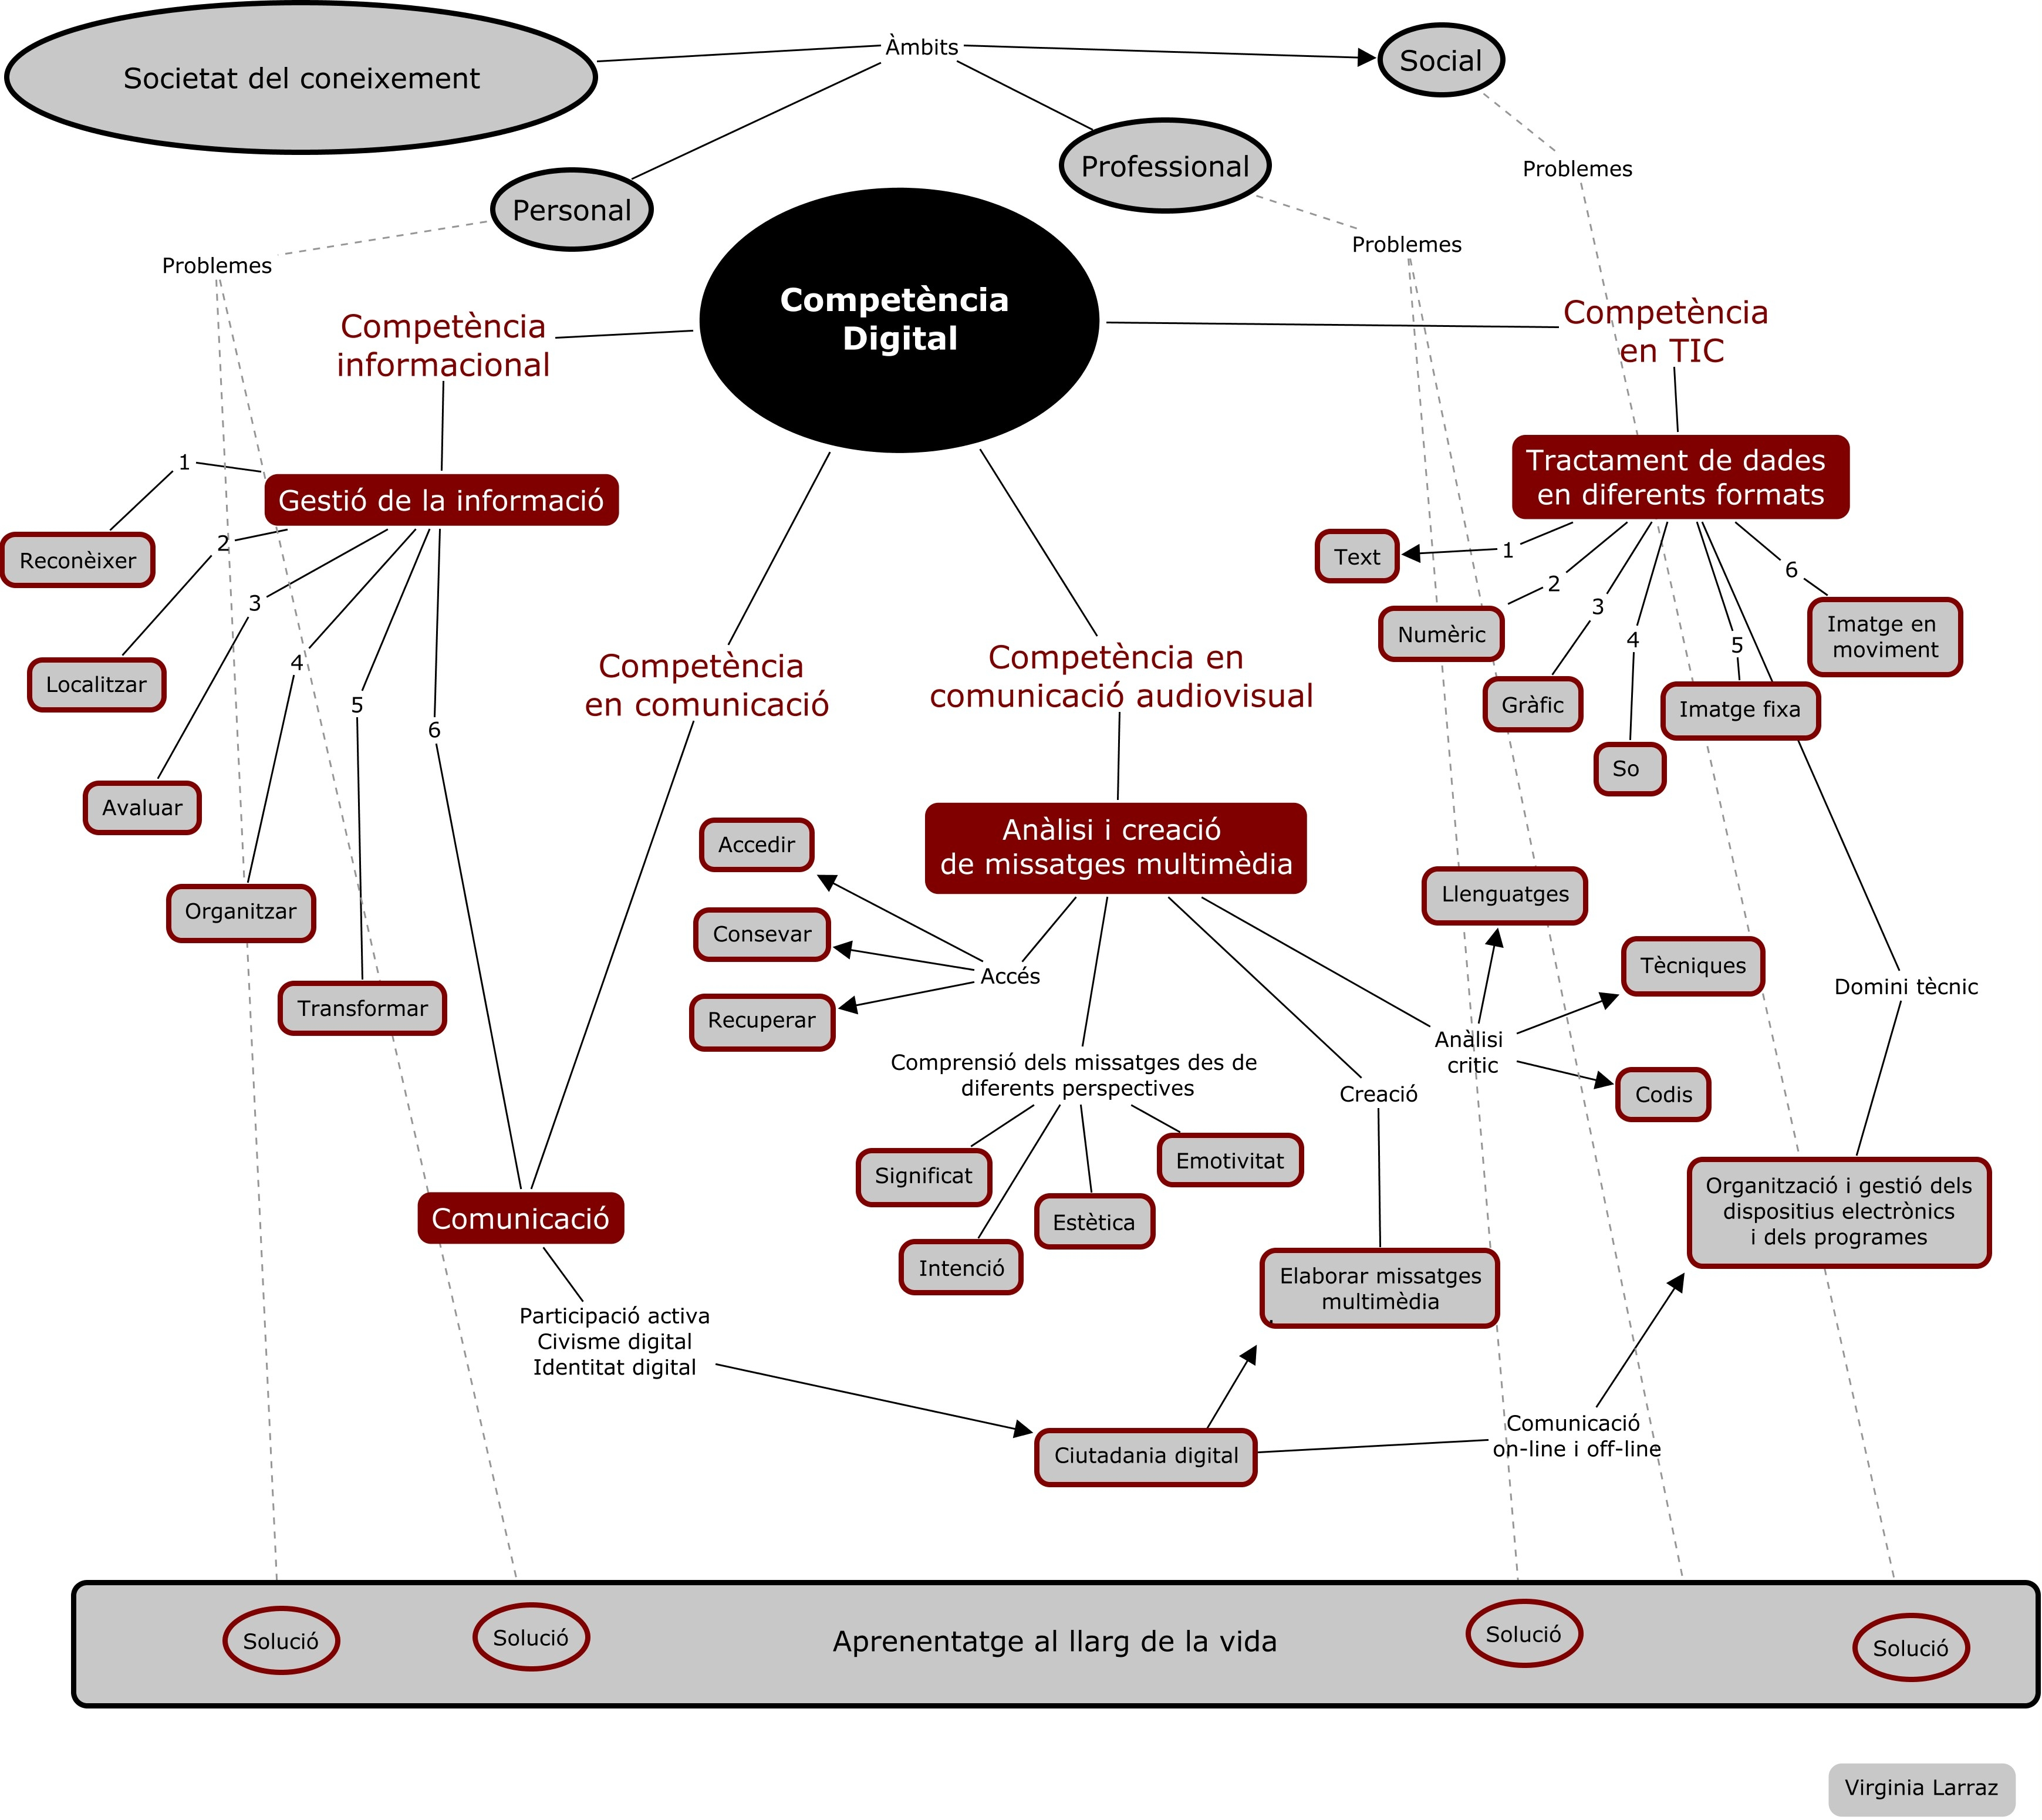 Societat del coneixement
Àmbits
Social
Personal
Professional
Problemes
Problemes
Problemes
Competència
Digital
Competència
informacional
Competència
en TIC
Gestió de la informació
1
Reconèixer
2
Localitzar
3
Avaluar
4
Organitzar
5
Transformar
6
Tractament de dades
en diferents formats
1
Text
2
Numèric
3
Gràfic
4
So
5
Imatge fixa
6
Imatge en
moviment
Competència
en comunicació
Competència en
comunicació audiovisual
Anàlisi i creació
de missatges multimèdia
Accedir
Consevar
Recuperar
Accés
Llenguatges
Tècniques
Codis
Anàlisi
critic
Domini tècnic
Comprensió dels missatges des de
diferents perspectives
Creació
Significat
Intenció
Estètica
Emotivitat
Elaborar missatges
multimèdia
Organització i gestió dels
dispositius electrònics
i dels programes
Comunicació
Participació activa
Civisme digital
Identitat digital
Ciutadania digital
Comunicació
on-line i off-line
Solució
Solució
Aprenentatge al llarg de la vida
Solució
Solució
Virginia Larraz